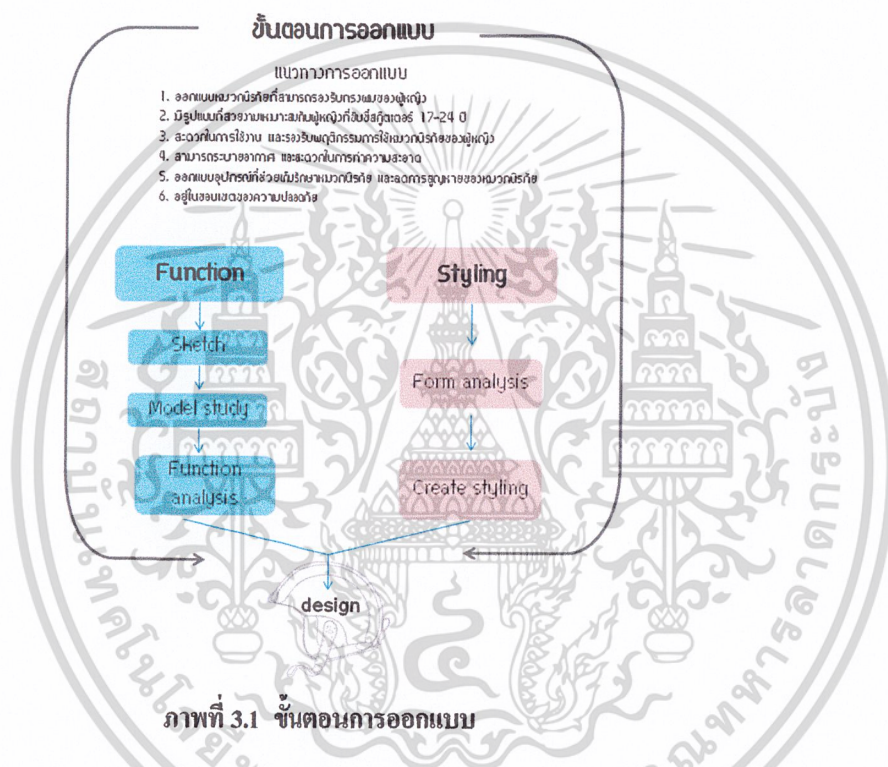 ขั้นตอนการออกแบบ
แนวทางการออกแบบ
1. ออกแบบหมวกนิรภัยที่สามารถรองรับทรงผมของผู้หญิง
2. มีรูปแบบที่สวยงามเหมาะสมกับผู้หญิงที่ขับขี่สกู๊ตเตอร์ 17-24 ปี
3. สะดวกในการใช้งาน และรองรับพฤติกรรมการใช้หมวกนิรภัยของผู้หญิง
4. สามารถระบายอากาศ และสะดวกในการทำความสะอาด
5. ออกแบบอุปกรณ์ที่ช่วยเก็บรักษาหมวกนิรภัย และลดการสูญหายของหมวกนิรภัย
6. อยู่ในขอบเขตของความปลอดภัย
Function
Styling
Sketch
Form analysis
Model study
Function
analysis
Create styling
design
ภาพที่ 3.1 ขั้นตอนการออกแบบ